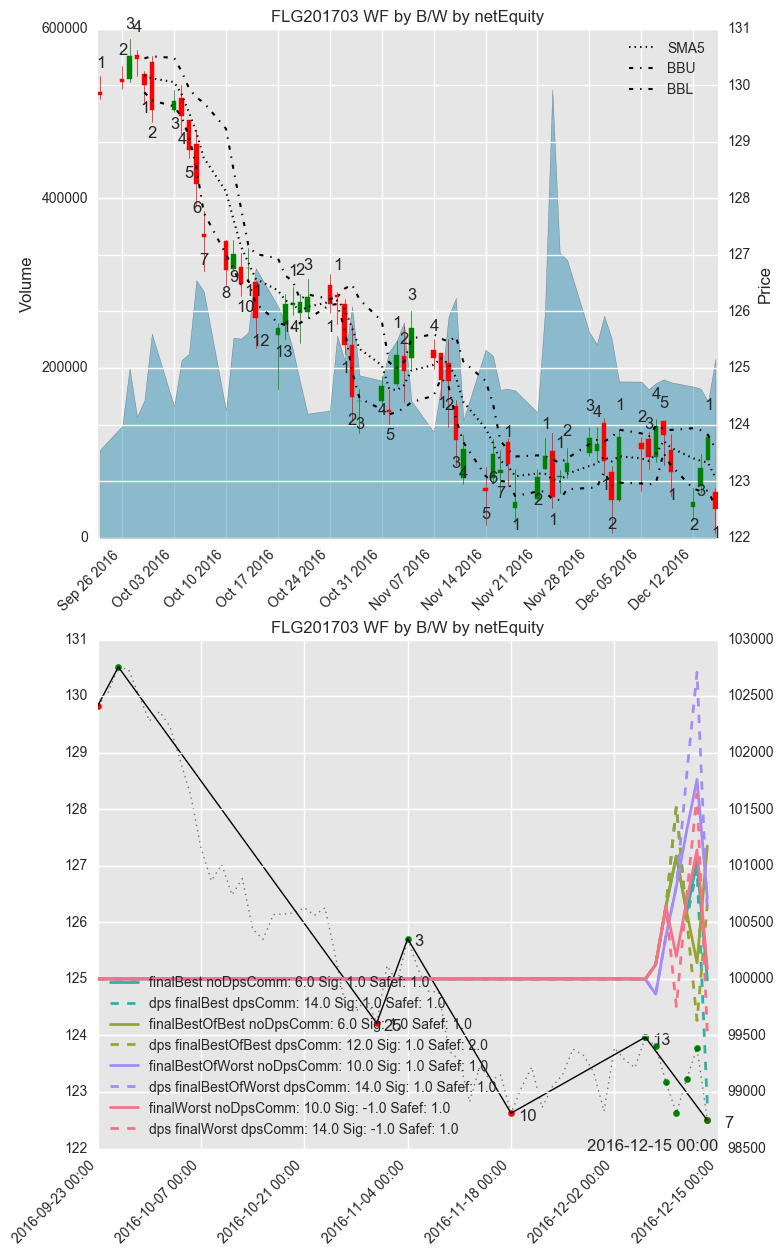 FLG201703 WF by B/W by netEquity
600000
400000
200000
0
Volume
131
130
129
128
127
126
125
124
123
122
Price
SMA5
BBU
BBL
Sep 26 2016
Oct 03 2016
Oct 10 2016
Oct 17 2016
Oct 24 2016
Oct 31 2016
Nov 07 2016
Nov 14 2016
Nov 21 2016
Nov 28 2016
Dec 05 2016
Dec 12 2016
FLG201703 WF by B/W by netEquity
131
130
129
128
127
126
125
124
123
122
103000
102500
102000
101500
101000
100500
100000
99500
99000
98500
3
25
10
13
7
finalBest noDpsComm: 6.0 Sig: 1.0 Safef: 1.0
dps finalBest dpsComm: 14.0 Sig: 1.0 Safef: 1.0
finalBestOfBest noDpsComm: 6.0 Sig: 1.0 Safef: 1.0
dps finalBestOfBest dpsComm: 12.0 Sig: 1.0 Safef: 2.0
finalBestOfWorst noDpsComm: 10.0 Sig: 1.0 Safef: 1.0
dps finalBestOfWorst dpsComm: 14.0 Sig: 1.0 Safef: 1.0
finalWorst noDpsComm: 10.0 Sig: -1.0 Safef: 1.0
dps finalWorst dpsComm: 14.0 Sig: -1.0 Safef: 1.0
2016-12-15 00:00
2016-09-23 00:00
2016-10-07 00:00
2016-10-21 00:00
2016-11-04 00:00
2016-11-18 00:00
2016-12-02 00:00
2016-12-15 00:00